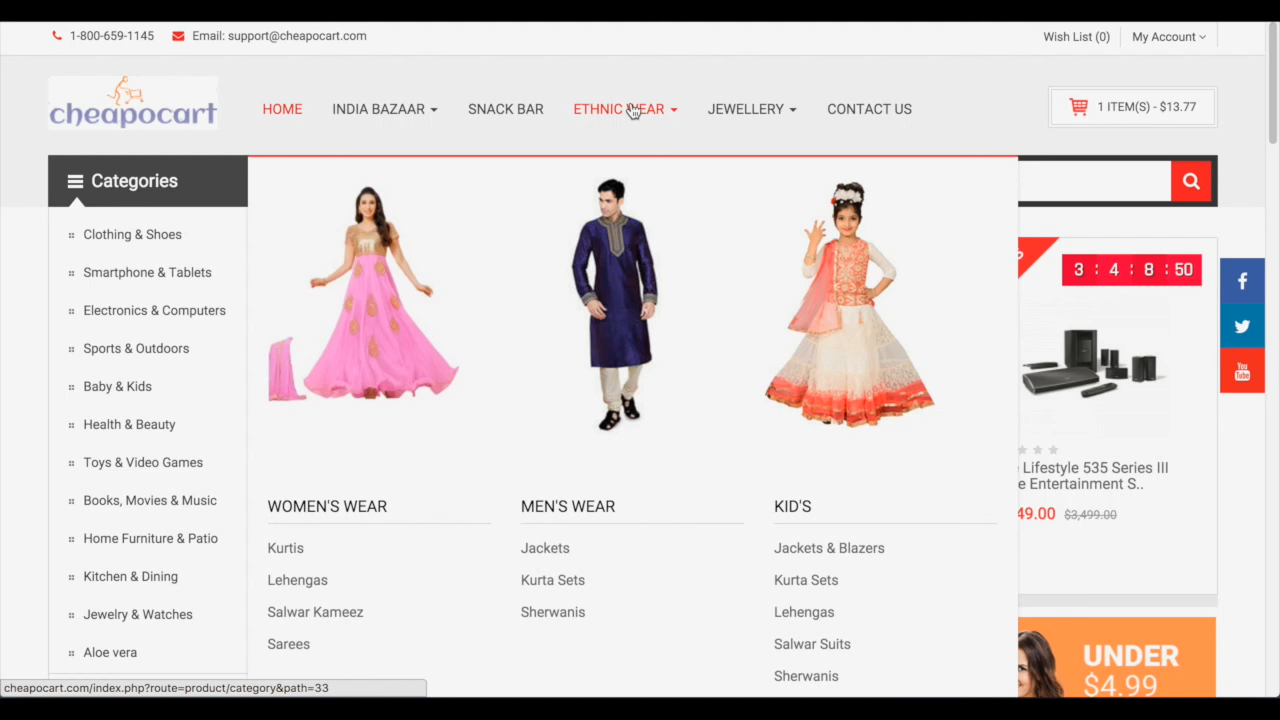 1-800-659-1145 Email: support@cheapocart.com Wish List (0) My Account
cheapocart HOME INDIA BAZAAR SNACK BAR ETHNIC WEAR JEWELLERY CONTACT US 1 ITEM(S) - $13.77
Categories
Clothing & Shoes
Smartphone & Tablets
Electronics & Computers
Sports & Outdoors
Baby & Kids
Health & Beauty
Toys & Video Games
Books, Movies & Music
Home Furniture & Patio
Kitchen & Dining
Jewelry & Watches
Aloe vera
WOMEN'S WEAR
Kurtis
Lehengas
Salwar Kameez
Sarees
MEN'S WEAR
Jackets
Kurta Sets
Sherwanis
KID'S
Jackets & Blazers
Kurta Sets
Lehengas
Salwar Suits
Sherwanis
3 : 4 : 8 : 50
Lifestyle 535 Series III
e Entertainment S..
49.00 $3,499.00
You
Tube
UNDER
$4.99
cheapocart.com/index.php?route=product/category&path=33